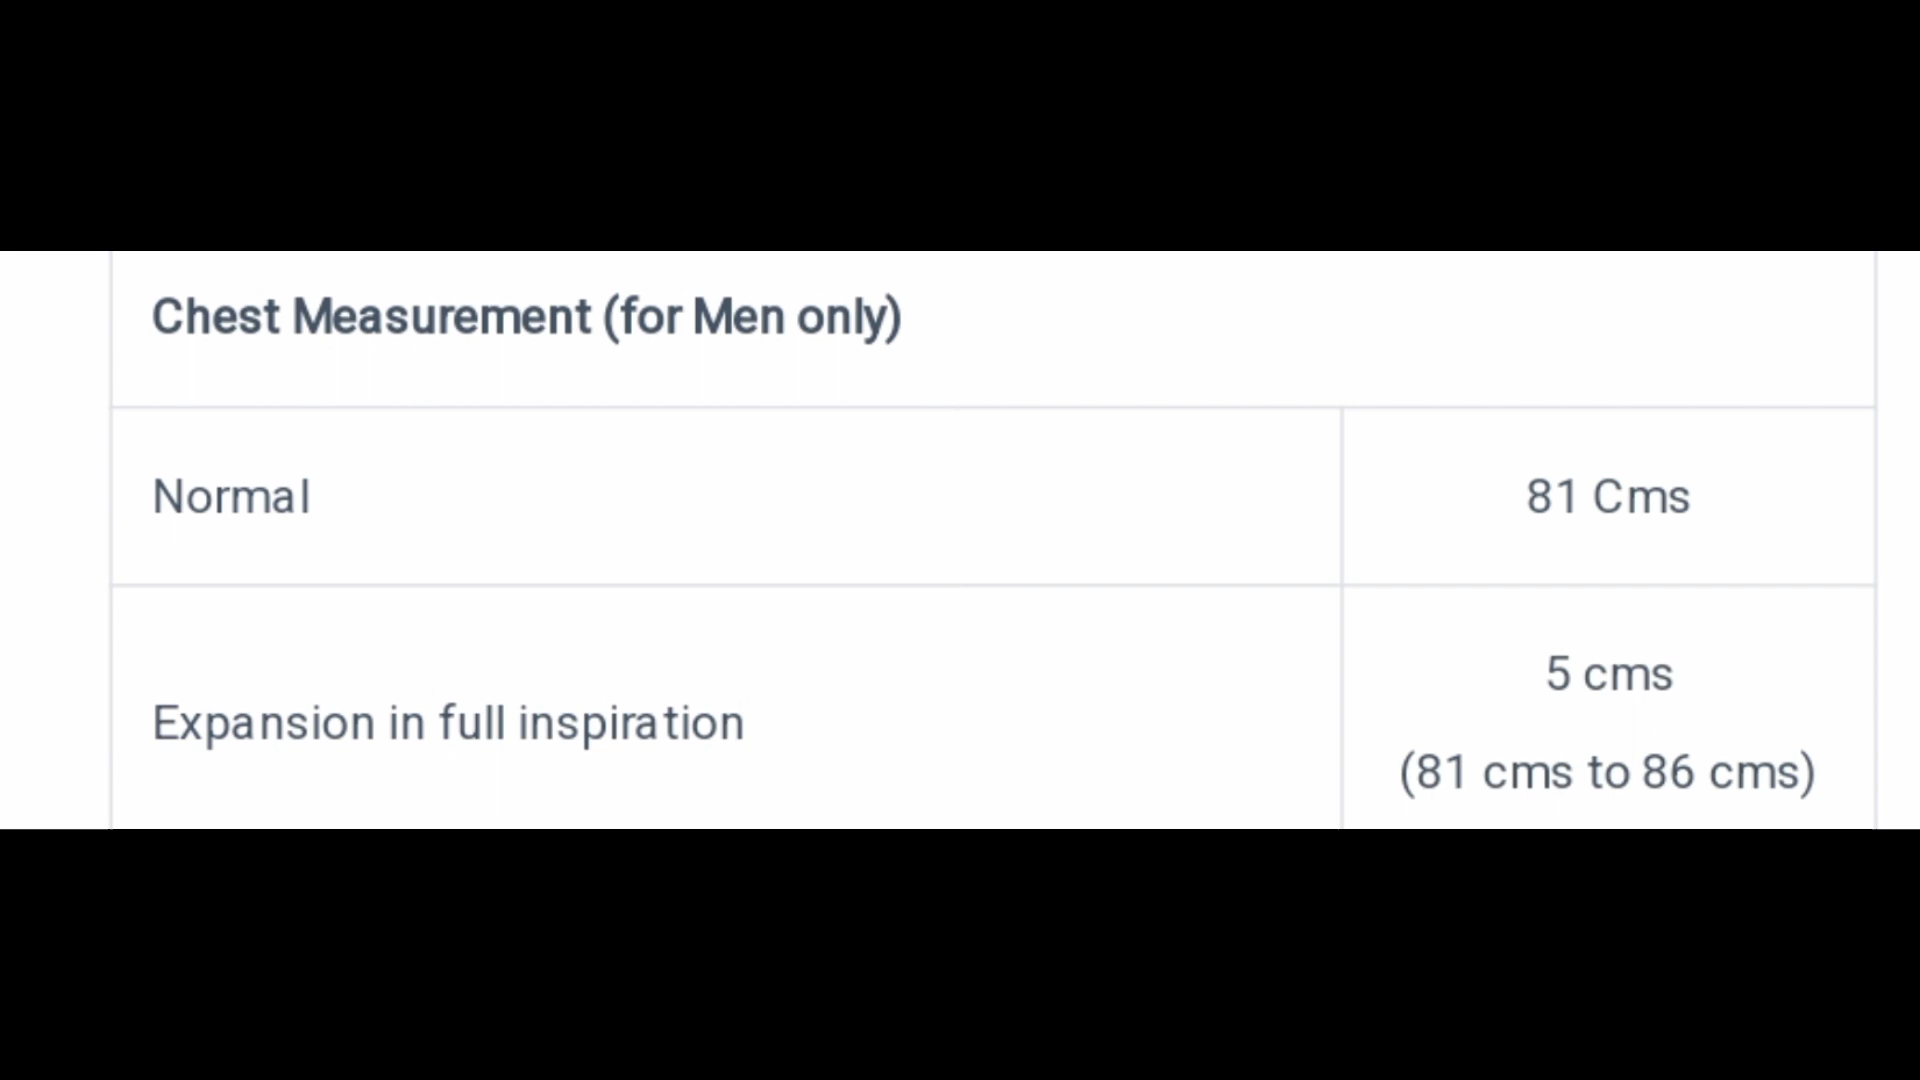 Chest Measurement (for Men only)
Normal
81 Cms
Expansion in full inspiration
5 cms
(81 cms to 86 cms)